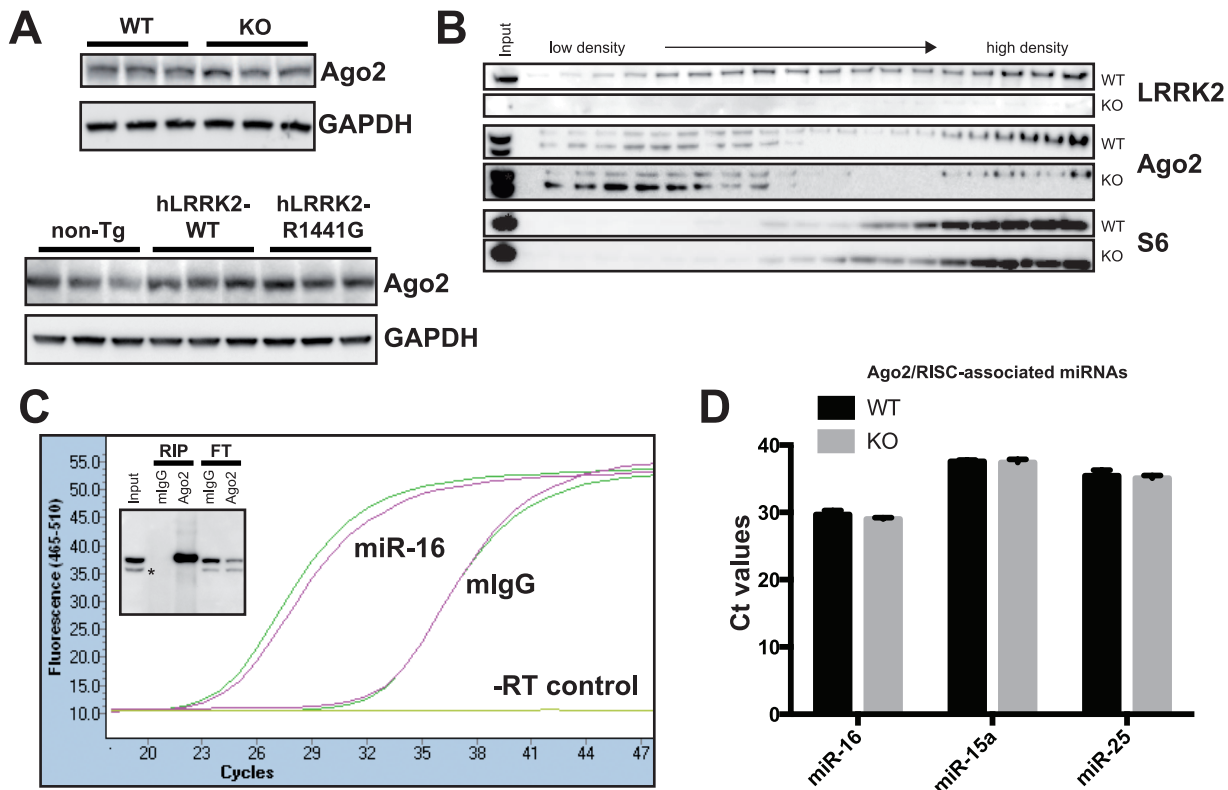 A
WT KO
Ago2
GAPDH
non-Tg hLRRK2-WT hLRRK2-R1441G
Ago2
GAPDH
B
Input low density high density
WT
LRRK2
KO
WT
Ago2
KO
WT
S6
KO
C
Fluorescence (465-510)
55.0
50.0
45.0
40.0
35.0
30.0
25.0
20.0
15.0
10.0
RIP FT
Input mIgG Ago2 mIgG Ago2
*
miR-16
mIgG
-RT control
20 23 26 29 32 35 38 41 44 47
Cycles
D
Ago2/RISC-associated miRNAs
WT
KO
Ct values
40
30
20
10
0
miR-16 miR-15a miR-25